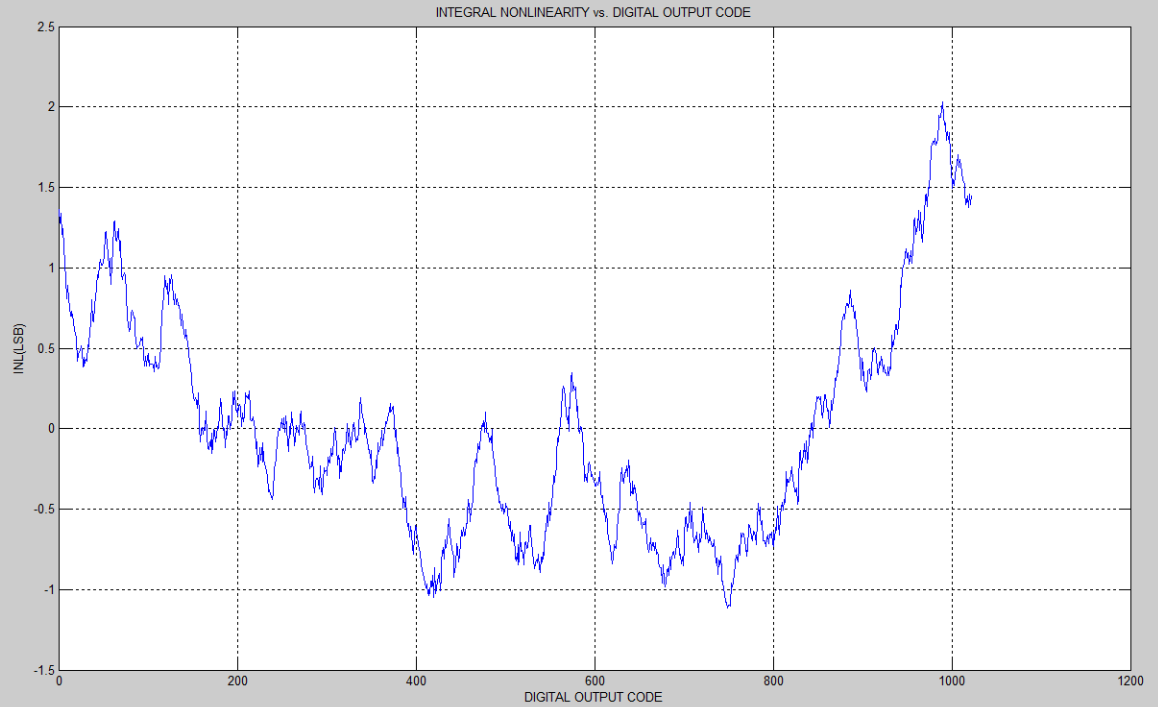 INTEGRAL NONLINEARITY vs. DIGITAL OUTPUT CODE
2.5
2
1.5
1
0.5
0
-0.5
-1
-1.5
INL(LSB)
0 200 400 600 800 1000 1200
DIGITAL OUTPUT CODE